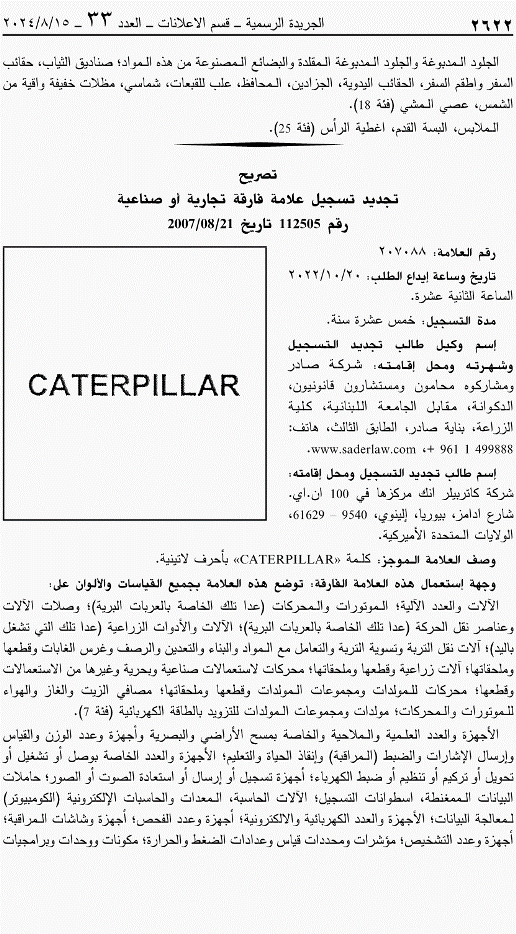 ٢٦٢٢ الجريدة الرسمية – قسم الاعلانات – العدد ٣٣ – ٢٠٢٤/٨/١٥
الجلود المدبوغة والجلود المدبوغة المقلدة والبضائع المصنوعة من هذه المواد؛ صناديق الثياب، حقائب
السفر واطقم السفر، الحقائب اليدوية، الجزادين، المحافظ، علب للقبعات، شماسي، مظلات خفيفة واقية من
الشمس، عصي المشي (فئة 18).
الملابس، البسة القدم، اغطية الرأس (فئة 25).
تصريح
تجديد تسجيل علامة فارقة تجارية أو صناعية
رقم 112505 تاريخ 2007/08/21
رقم العلامة: ٢٠٧٠٨٨
تاريخ وساعة إيداع الطلب: ٢٠٢٢/١٠/٢٠
الساعة الثانية عشرة.
مدة التسجيل: خمس عشرة سنة.
إسم وكيل طالب تجديد التسجيل
وشهرته ومحل إقامته: شركة صادر
ومشاركوه محامون ومستشارون قانونيون،
الدكوانة، مقابل الجامعة اللبنانية، كلية
الزراعة، بناية صادر، الطابق الثالث، هاتف:
499888 1 961 +، www.saderlaw.com.
إسم طالب تجديد التسجيل ومحل إقامته:
شركة كاتربيلر انك مركزها في 100 ان.اي.
شارع ادامز، بيوريا، إلينوي، 9540 – 61629،
الولايات المتحدة الأميركية.
CATERPILLAR
وصف العلامة الموجز: كلمة «CATERPILLAR» بأحرف لاتينية.
وجهة إستعمال هذه العلامة الفارقة: توضع هذه العلامة بجميع القياسات والألوان على:
الآلات والعدد الآلية؛ الموتورات والمحركات (عدا تلك الخاصة بالعربات البرية)؛ وصلات الآلات
وعناصر نقل الحركة (عدا تلك الخاصة بالعربات البرية)؛ الآلات والأدوات الزراعية (عدا تلك التي تشغل
باليد)؛ آلات نقل التربة وتسوية التربة والتعامل مع المواد والبناء والتعدين والرصف وغرس الغابات وقطعها
وملحقاتها؛ آلات زراعية وقطعها وملحقاتها؛ محركات لاستعمالات صناعية وبحرية وغيرها من الاستعمالات
وقطعها؛ محركات للمولدات ومجموعات المولدات وقطعها وملحقاتها؛ مصافي الزيت والغاز والهواء
للموتورات والمحركات؛ مولدات ومجموعات المولدات للتزويد بالطاقة الكهربائية (فئة 7).
الأجهزة والعدد العلمية والملاحية والخاصة بمسح الأراضي والبصرية وأجهزة وعدد الوزن والقياس
وإرسال الإشارات والضبط (المراقبة) وإنقاذ الحياة والتعليم؛ الأجهزة والعدد الخاصة بوصل أو تشغيل أو
تحويل أو تركيم أو تنظيم أو ضبط الكهرباء؛ أجهزة تسجيل أو إرسال أو استعادة الصوت أو الصور؛ حاملات
البيانات الممغنطة، اسطوانات التسجيل؛ الآلات الحاسبة، المعدات والحاسبات الإلكترونية (الكومبيوتر)
لمعالجة البيانات؛ الأجهزة والعدد الكهربائية والالكترونية؛ أجهزة وعدد الفحص؛ أجهزة وشاشات المراقبة؛
أجهزة وعدد التشخيص؛ مؤشرات ومحددات قياس وعدادات الضغط والحرارة؛ مكونات ووحدات وبرامجيات